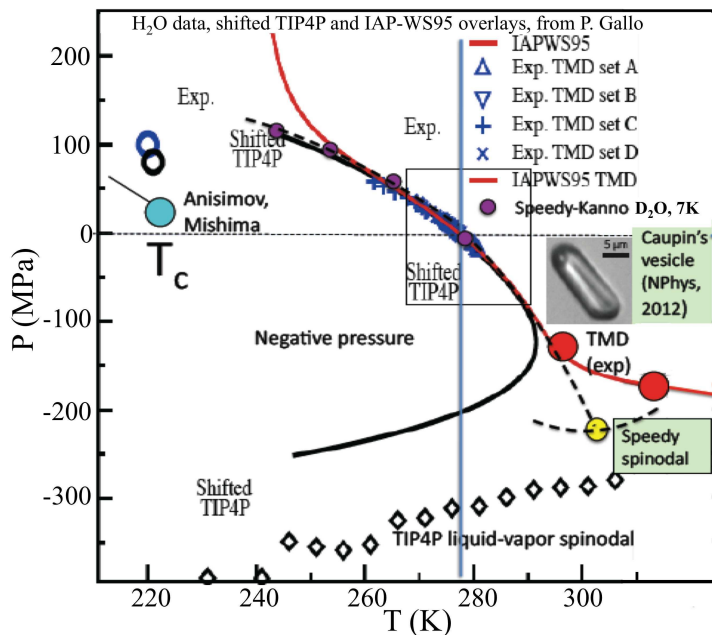 H2O data, shifted TIP4P and IAP-WS95 overlays, from P. Gallo
IAPWS95
Exp. TMD set A
Exp. TMD set B
Exp. TMD set C
Exp. TMD set D
IAPWS95 TMD
Speedy-Kanno D2O, 7K
Exp.
Exp.
Shifted
TIP4P
Anisimov,
Mishima
Tc
Shifted
TIP4P
5 μm
Caupin's
vesicle
(NPhys,
2012)
Negative pressure
TMD
(exp)
Speedy
spinodal
Shifted
TIP4P
TIP4P liquid-vapor spinodal
200
100
0
-100
-200
-300
P (MPa)
220
240
260
280
300
T (K)